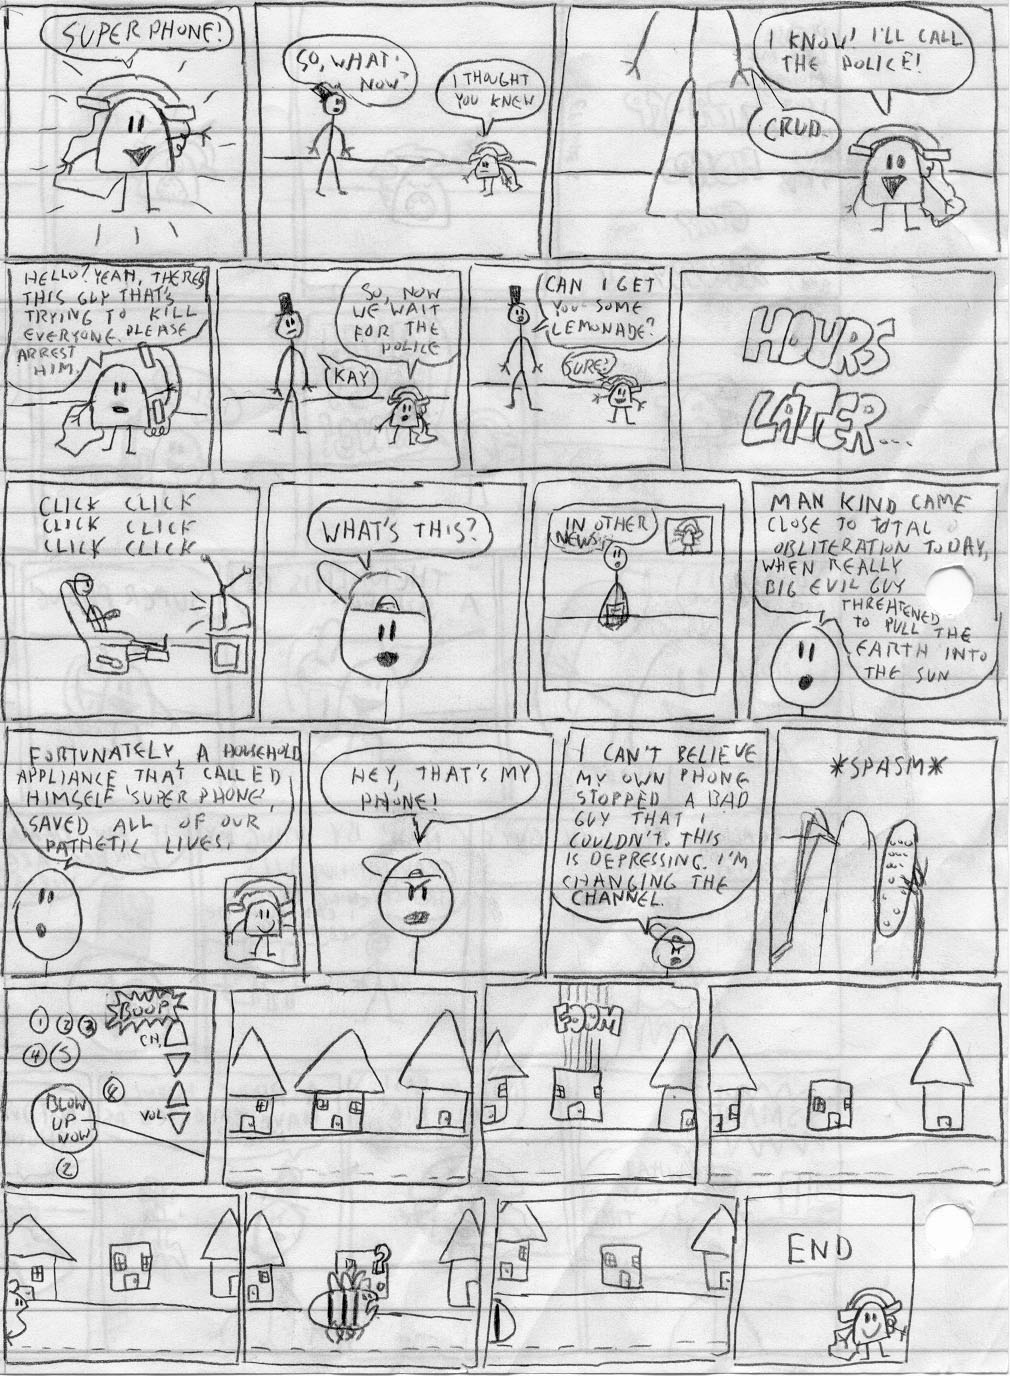 SUPER PHONE!
SO, WHAT
NOW?
I THOUGHT
YOU KNEW
I KNOW! I'LL CALL
THE POLICE!
CRUD.
HELLO? YEAH, THERES
THIS GUY THAT'S
TRYING TO KILL
EVERYONE. PLEASE
ARREST
HIM.
SO, NOW
WE WAIT
FOR THE
POLICE
KAY
CAN I GET
YOU SOME
LEMONADE?
SURE!
HOURS
LATER...
CLICK CLICK
CLICK CLICK
CLICK CLICK
WHAT'S THIS?
IN OTHER
NEWS..
MAN KIND CAME
CLOSE TO TOTAL
OBLITERATION TODAY,
WHEN REALLY
BIG EVIL GUY
THREATENED
TO PULL THE
EARTH INTO
THE SUN
FORTUNATELY, A HOUSEHOLD
APPLIANCE THAT CALLED
HIMSELF 'SUPER PHONE',
SAVED ALL OF OUR
PATHETIC LIVES.
HEY, THAT'S MY
PHONE!
I CAN'T BELIEVE
MY OWN PHONE
STOPPED A BAD
GUY THAT I
COULDN'T. THIS
IS DEPRESSING. I'M
CHANGING THE
CHANNEL.
*SPASM*
BOOP
1 2 3
CH.
4 5
6
BLOW
UP
NOW
VOL
2
FOOM
?
END